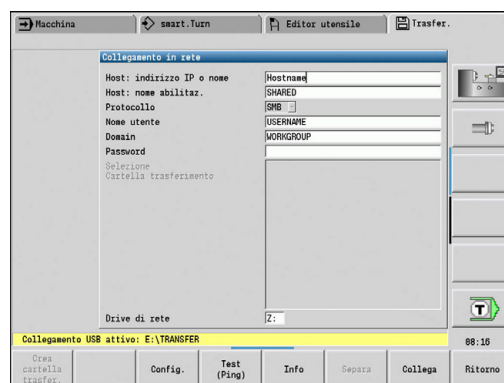 Macchina smart.Turn Editor utensile Trasfer.
Collegamento in rete
Host: indirizzo IP o nome Hostname
Host: nome abilitaz. SHARED
Protocollo SMB
Nome utente USERNAME
Domain WORKGROUP
Password
Selezione
Cartella trasferimento
Drive di rete Z:
T
Collegamento USB attivo: E:\TRANSFER
08:16
Crea
cartella
trasfer.
Config.
Test
(Ping)
Info
Separa
Collega
Ritorno